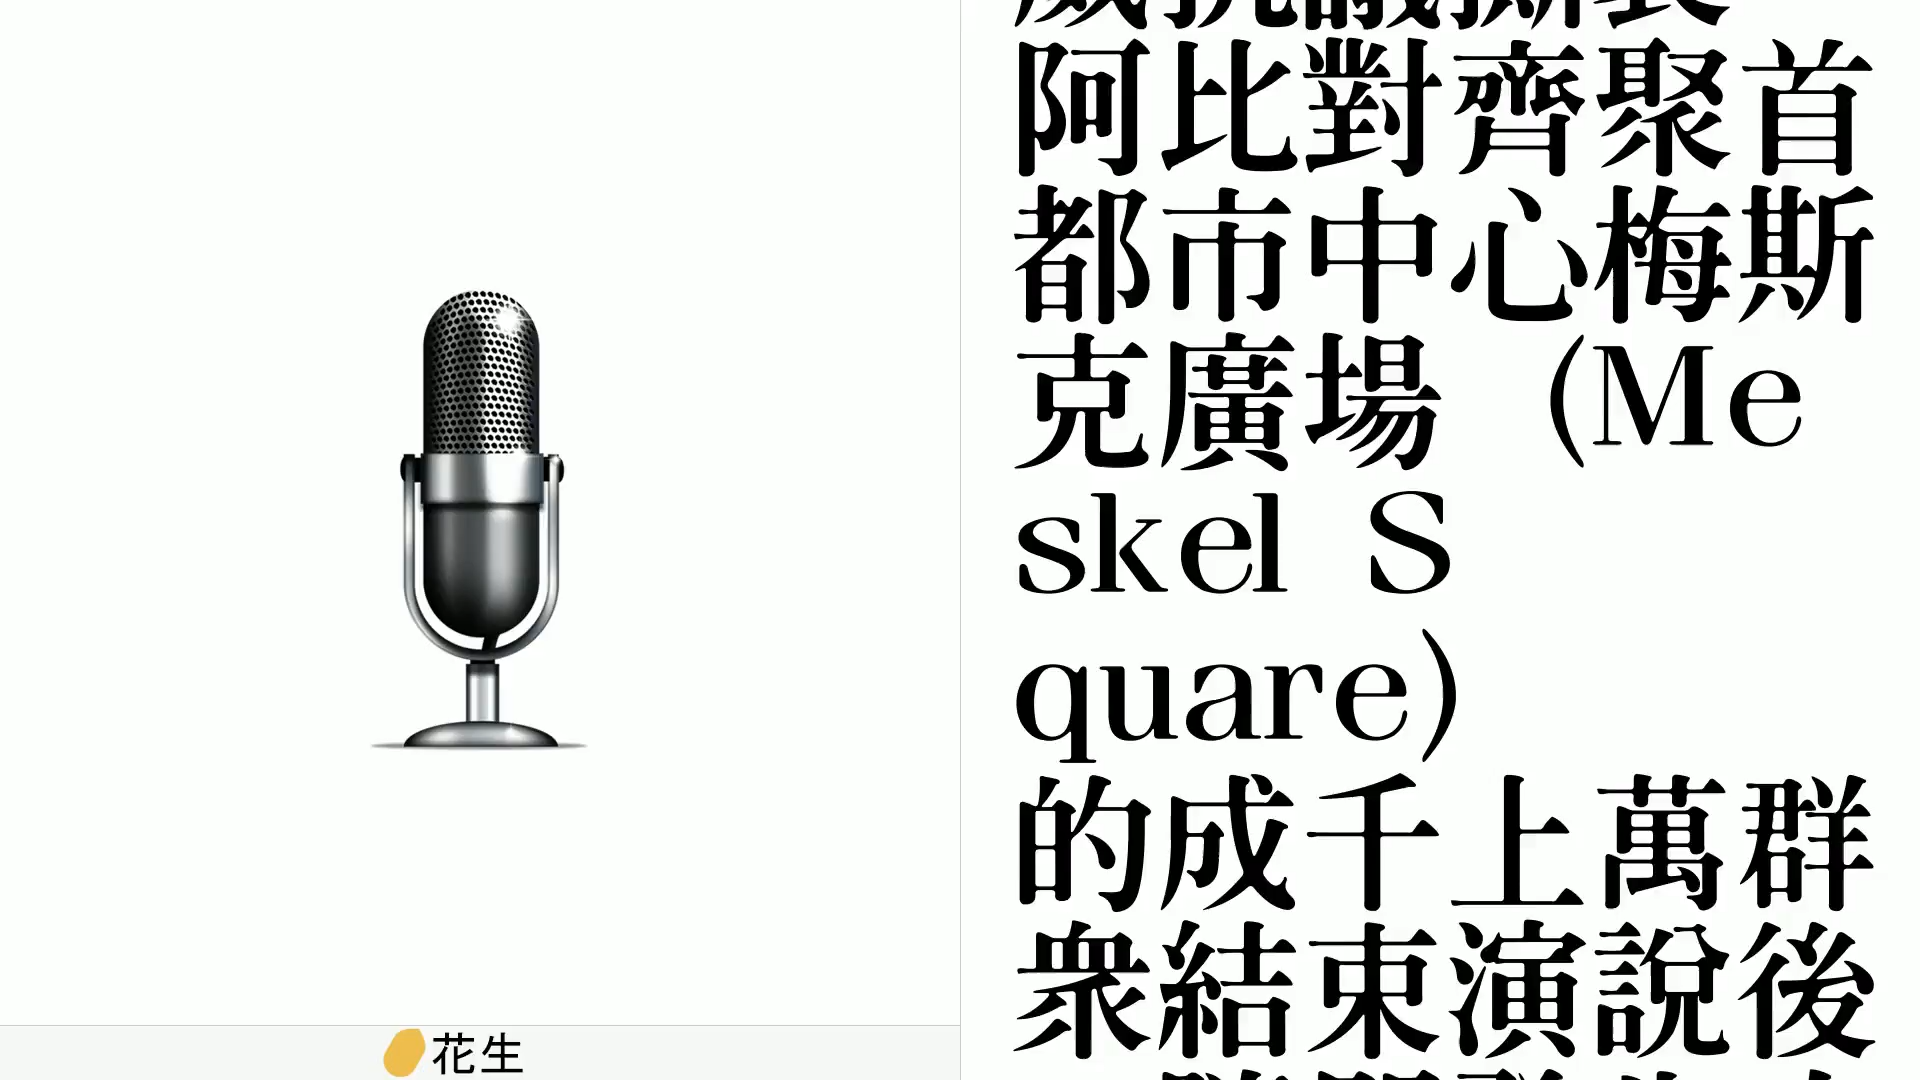 阿比對齊聚首
都市中心梅斯
克廣場 (Me
skel S
quare)
的成千上萬群
衆結束演說後
花生